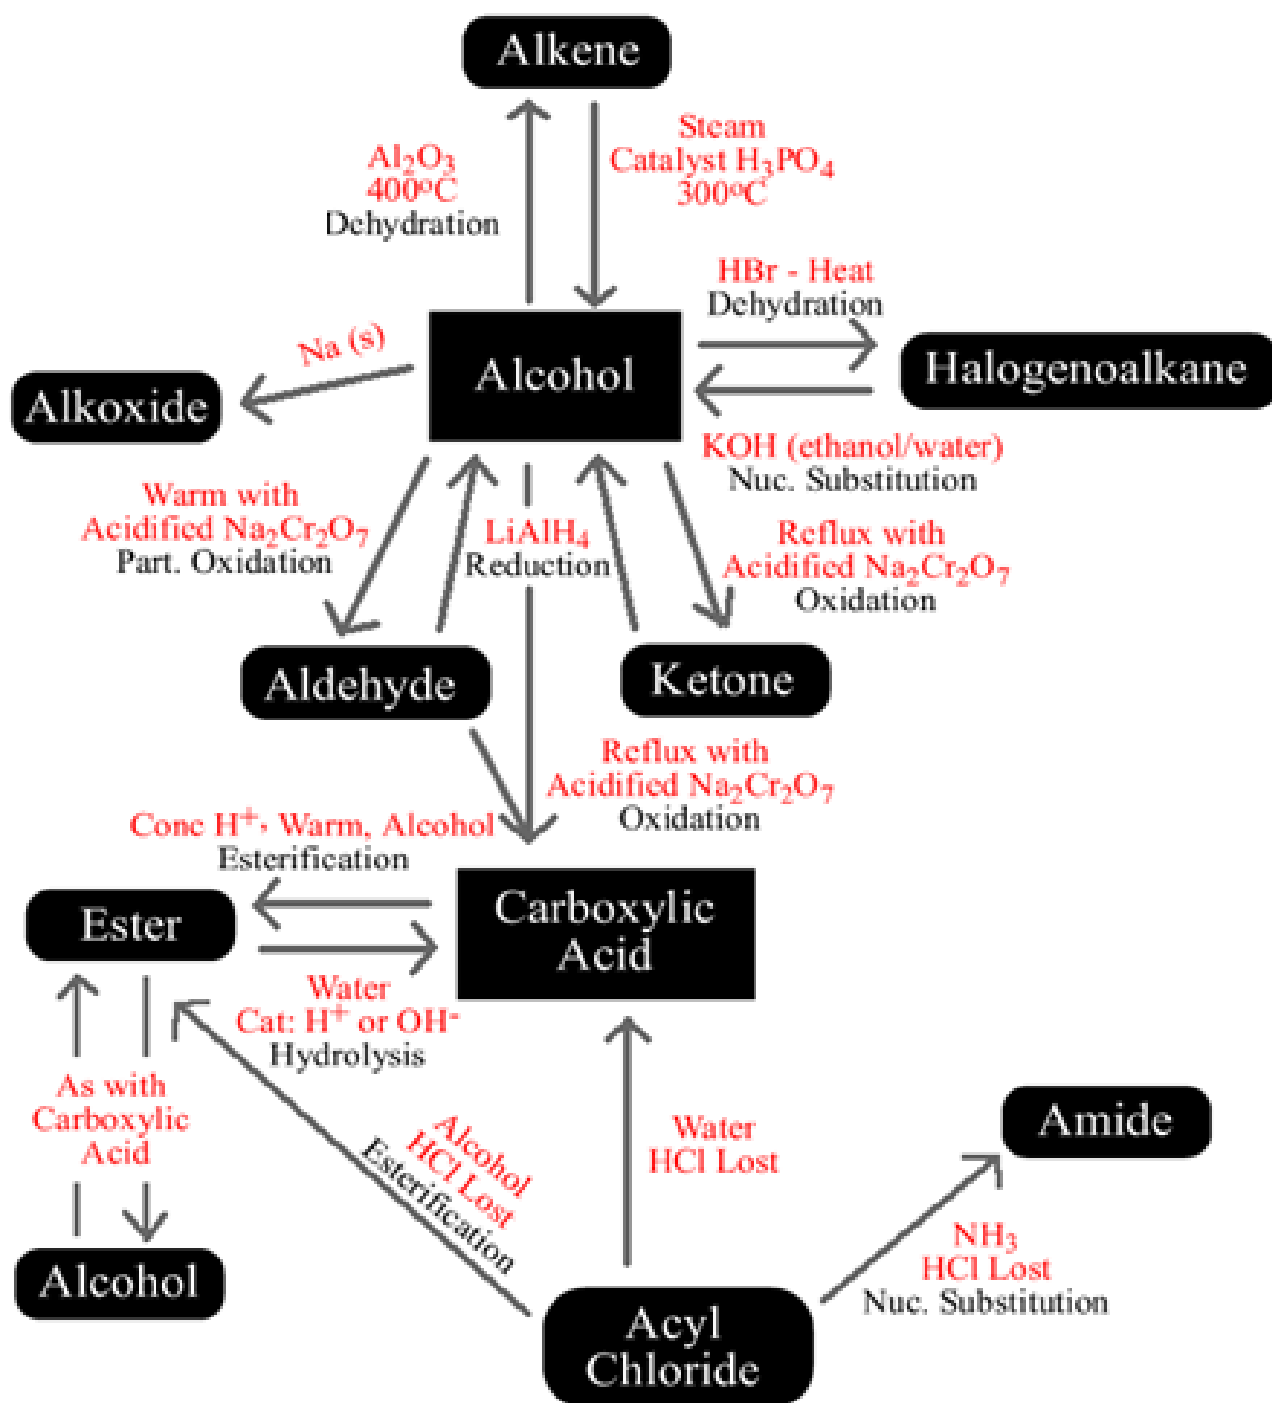 Alkene
Al₂O₃
400ºC
Dehydration
Steam
Catalyst H₃PO₄
300ºC
HBr - Heat
Dehydration
Na (s)
Alcohol
Halogenoalkane
Alkoxide
KOH (ethanol/water)
Nuc. Substitution
Warm with
Acidified Na₂Cr₂O₇
Part. Oxidation
LiAlH₄
Reduction
Reflux with
Acidified Na₂Cr₂O₇
Oxidation
Aldehyde
Ketone
Reflux with
Acidified Na₂Cr₂O₇
Oxidation
Conc H⁺, Warm, Alcohol
Esterification
Ester
Carboxylic
Acid
Water
Cat: H⁺ or OH⁻
Hydrolysis
As with
Carboxylic
Acid
Alcohol
HCl Lost
Esterification
Water
HCl Lost
Amide
NH₃
HCl Lost
Nuc. Substitution
Alcohol
Acyl
Chloride